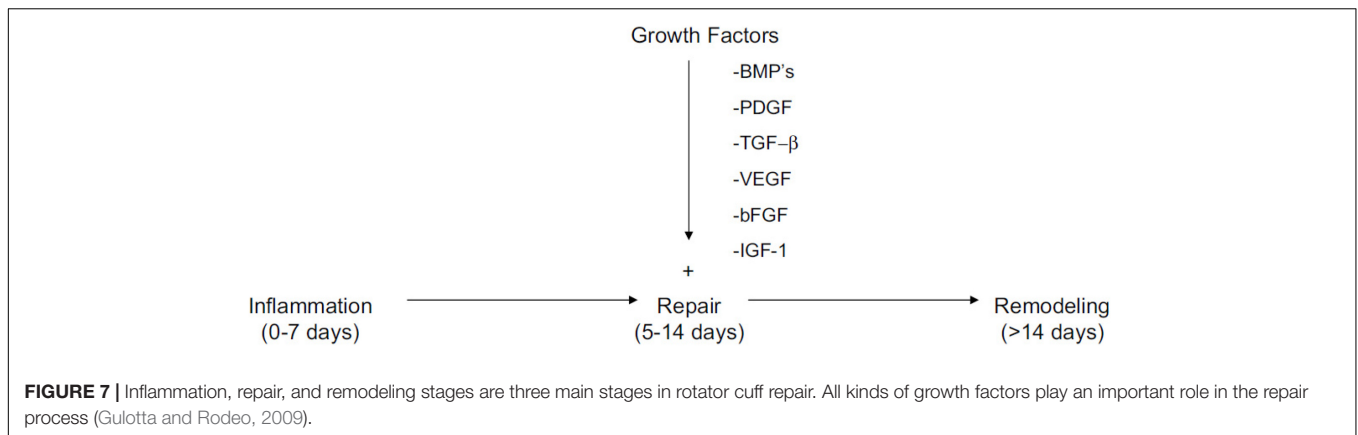 Growth Factors
-BMP's
-PDGF
-TGF–β
-VEGF
-bFGF
-IGF-1
+
Inflammation
(0-7 days)
Repair
(5-14 days)
Remodeling
(>14 days)
FIGURE 7 | Inflammation, repair, and remodeling stages are three main stages in rotator cuff repair. All kinds of growth factors play an important role in the repair
process (Gulotta and Rodeo, 2009).